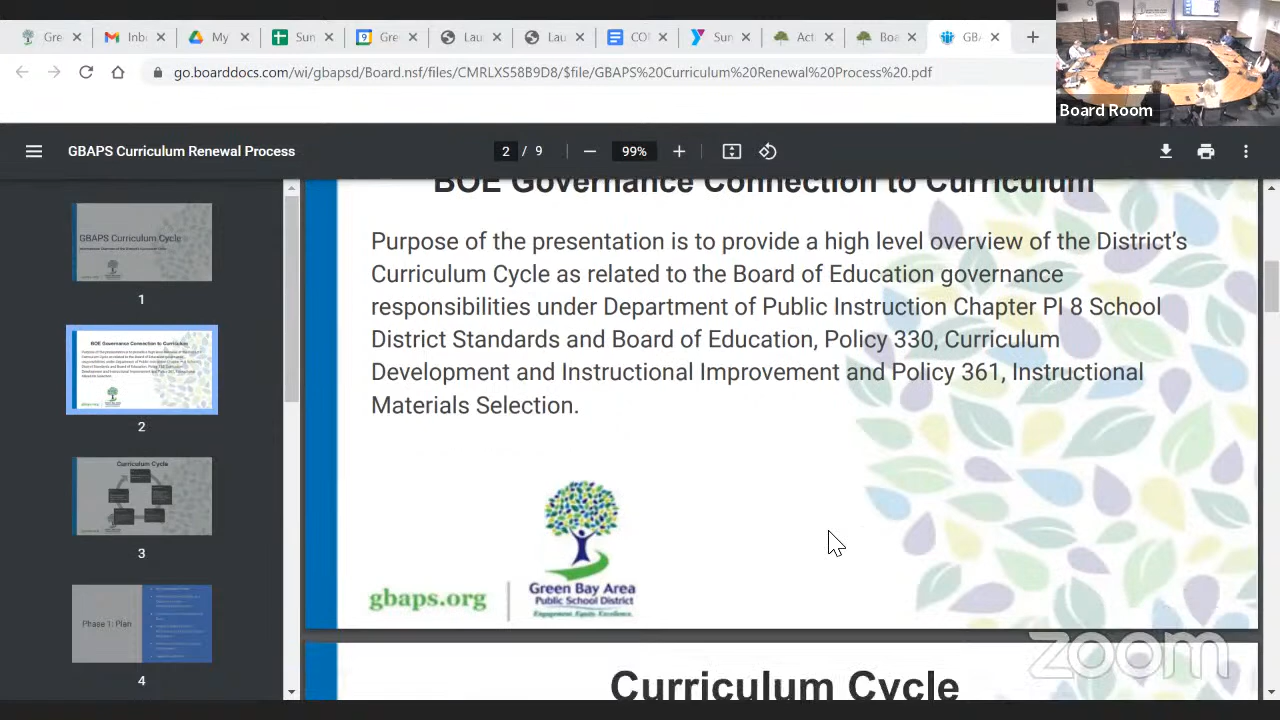 Gre
Inb
My
Sun
Gre
Lau
Sun
Act
GBA
go.boarddocs.com/wi/gbapsd/Board.nsf/files/CMRLXS58B9D8/$file/GBAPS%20Curriculum%20Renewal%20Process%20.pdf
Board Room
GBAPS Curriculum Renewal Process
2 / 9
99%
GBAPS Curriculum Cycle
1
BOE Governance Connection to Curriculum
2
Curriculum Cycle
3
Phase 1: Plan
4
BOE Governance Connection to Curriculum
Purpose of the presentation is to provide a high level overview of the District's
Curriculum Cycle as related to the Board of Education governance
responsibilities under Department of Public Instruction Chapter PI 8 School
District Standards and Board of Education, Policy 330, Curriculum
Development and Instructional Improvement and Policy 361, Instructional
Materials Selection.
gbaps.org
Green Bay Area
Public School District
Engagement Equity Excellence
Curriculum Cycle
zoom